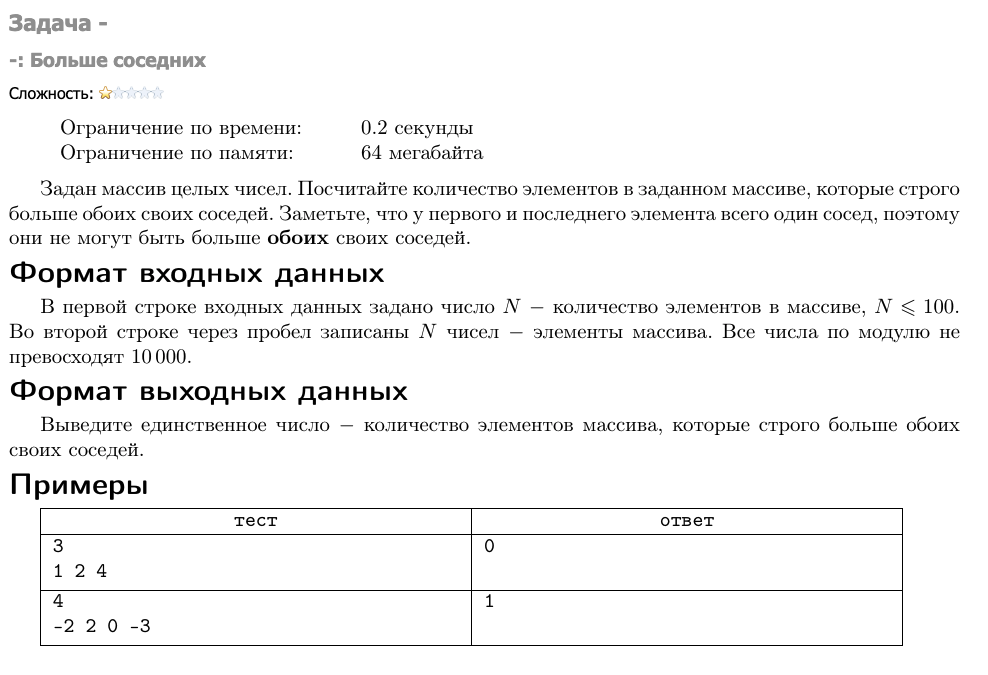 Задача -
-: Больше соседних
Сложность:
Ограничение по времени: 0.2 секунды
Ограничение по памяти: 64 мегабайта
Задан массив целых чисел. Посчитайте количество элементов в заданном массиве, которые строго
больше обоих своих соседей. Заметьте, что у первого и последнего элемента всего один сосед, поэтому
они не могут быть больше обоих своих соседей.
Формат входных данных
В первой строке входных данных задано число N − количество элементов в массиве, N ⩽ 100.
Во второй строке через пробел записаны N чисел − элементы массива. Все числа по модулю не
превосходят 10 000.
Формат выходных данных
Выведите единственное число − количество элементов массива, которые строго больше обоих
своих соседей.
Примеры
тест ответ
3 0
1 2 4
4 1
-2 2 0 -3